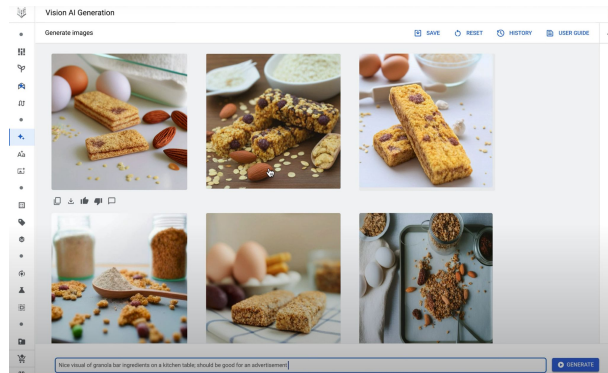 Vision AI Generation
Generate images
SAVE
RESET
HISTORY
USER GUIDE
Nice visual of granola bar ingredients on a kitchen table; should be good for an advertisement
GENERATE